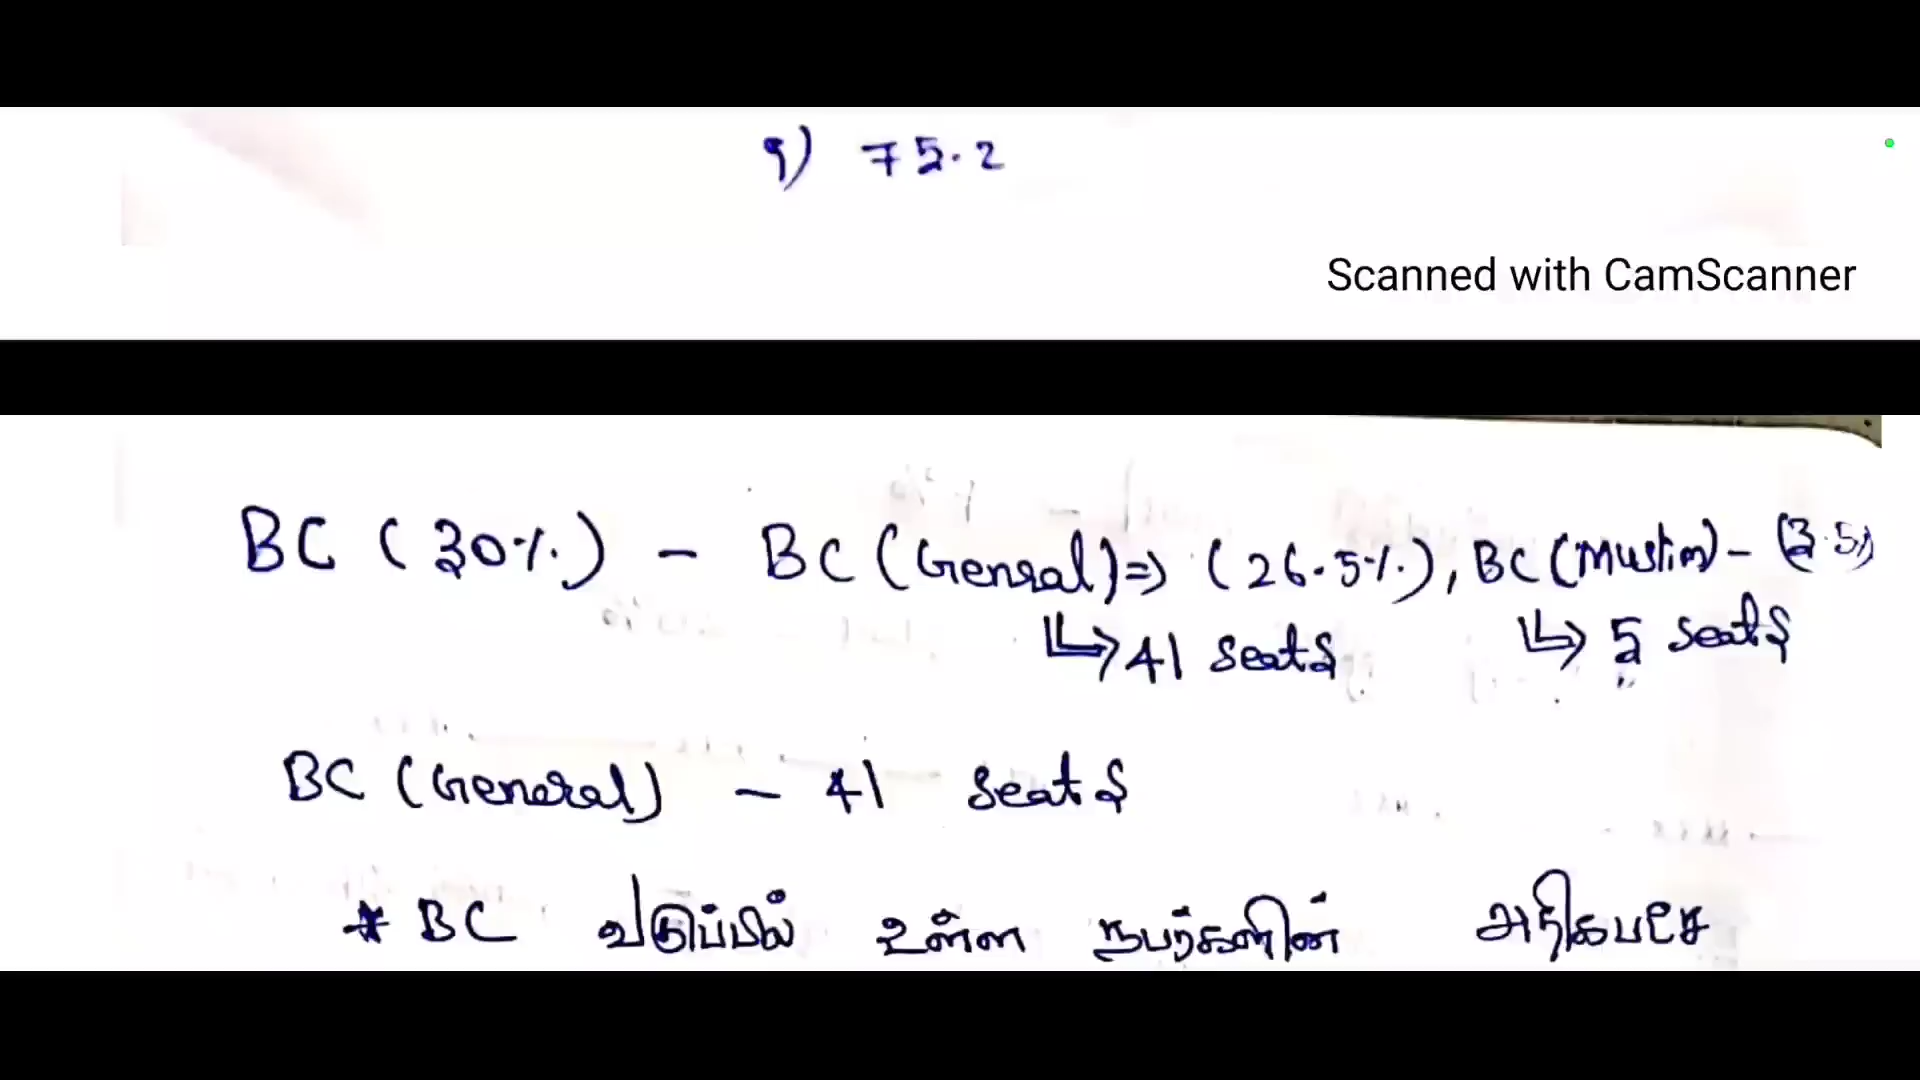 9) 75.2
Scanned with CamScanner
BC (30%) - BC (General) => (26.5%), BC (Muslim) - (3.5)
↳ 41 seats ↳ 5 seats
BC (General) - 41 seats
* BC வகுப்பில் உள்ள நபர்களின் அதிகபட்ச